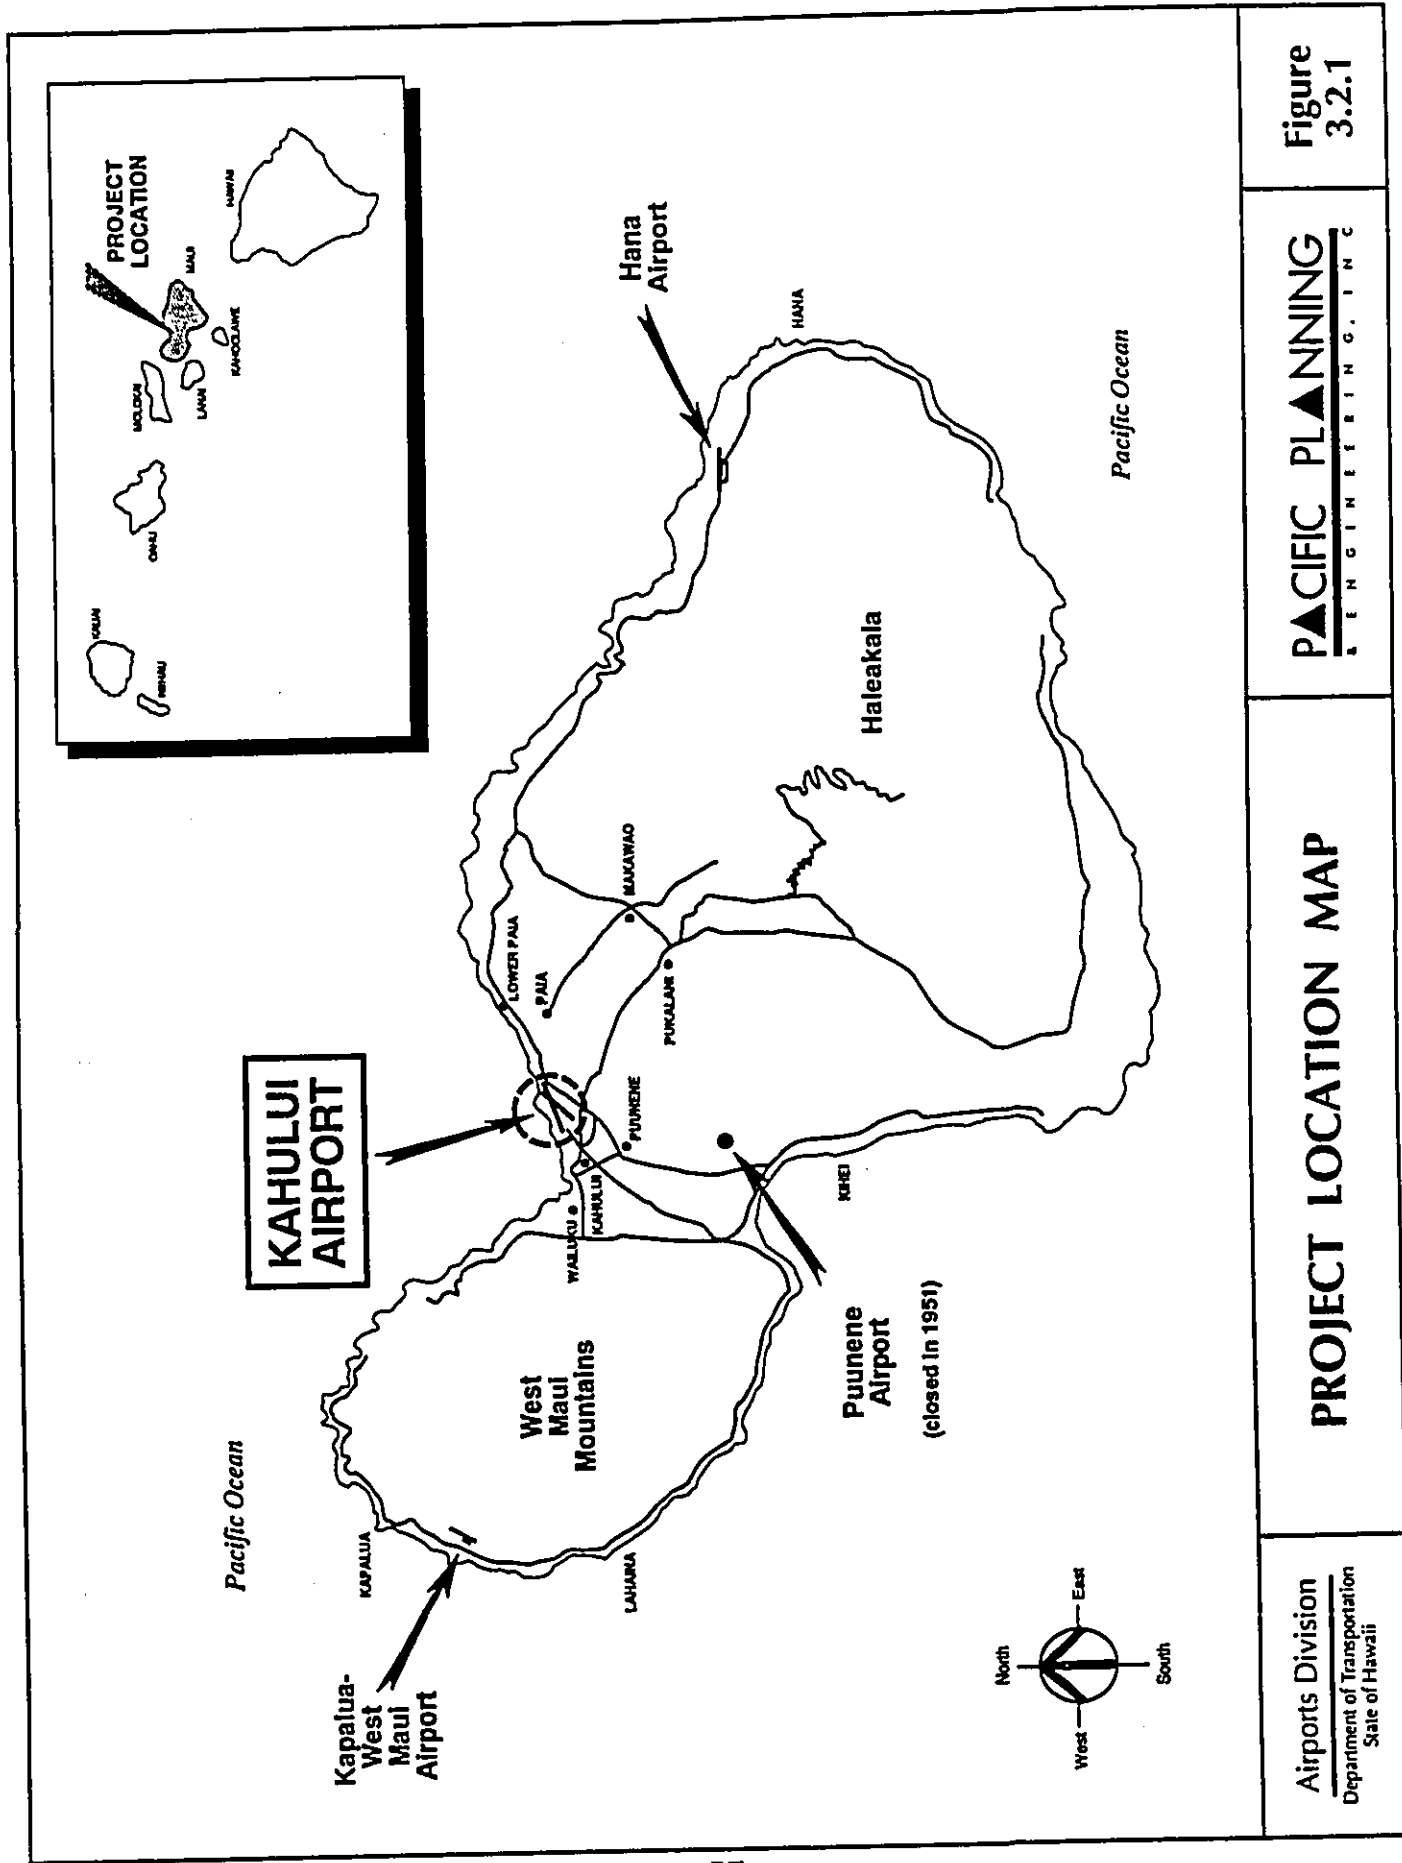 PROJECT
LOCATION
KAUAI
NIIHAU
OAHU
MOLOKAI
LANAI
MAUI
KAHOOLAWE
HAWAII
KAHULUI
AIRPORT
Pacific Ocean
Kapalua-
West
Maui
Airport
KAPALUA
LAHAINA
West
Maui
Mountains
WAILUKU
KAHULUI
PUUNENE
LOWER PAIA
PAIA
MAKAWAO
PUKALANI
Hana
Airport
HANA
Haleakala
KIHEI
Puunene
Airport
(closed in 1951)
Pacific Ocean
North
West
East
South
Airports Division
Department of Transportation
State of Hawaii
PROJECT LOCATION MAP
PACIFIC PLANNING
& ENGINEERING, INC
Figure
3.2.1